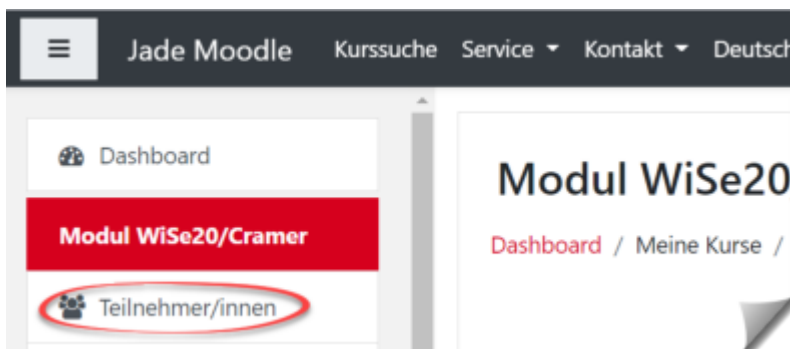 Jade Moodle Kurssuche Service Kontakt Deutsch
Dashboard
Modul WiSe20/Cramer
Teilnehmer/innen
Modul WiSe20
Dashboard / Meine Kurse /